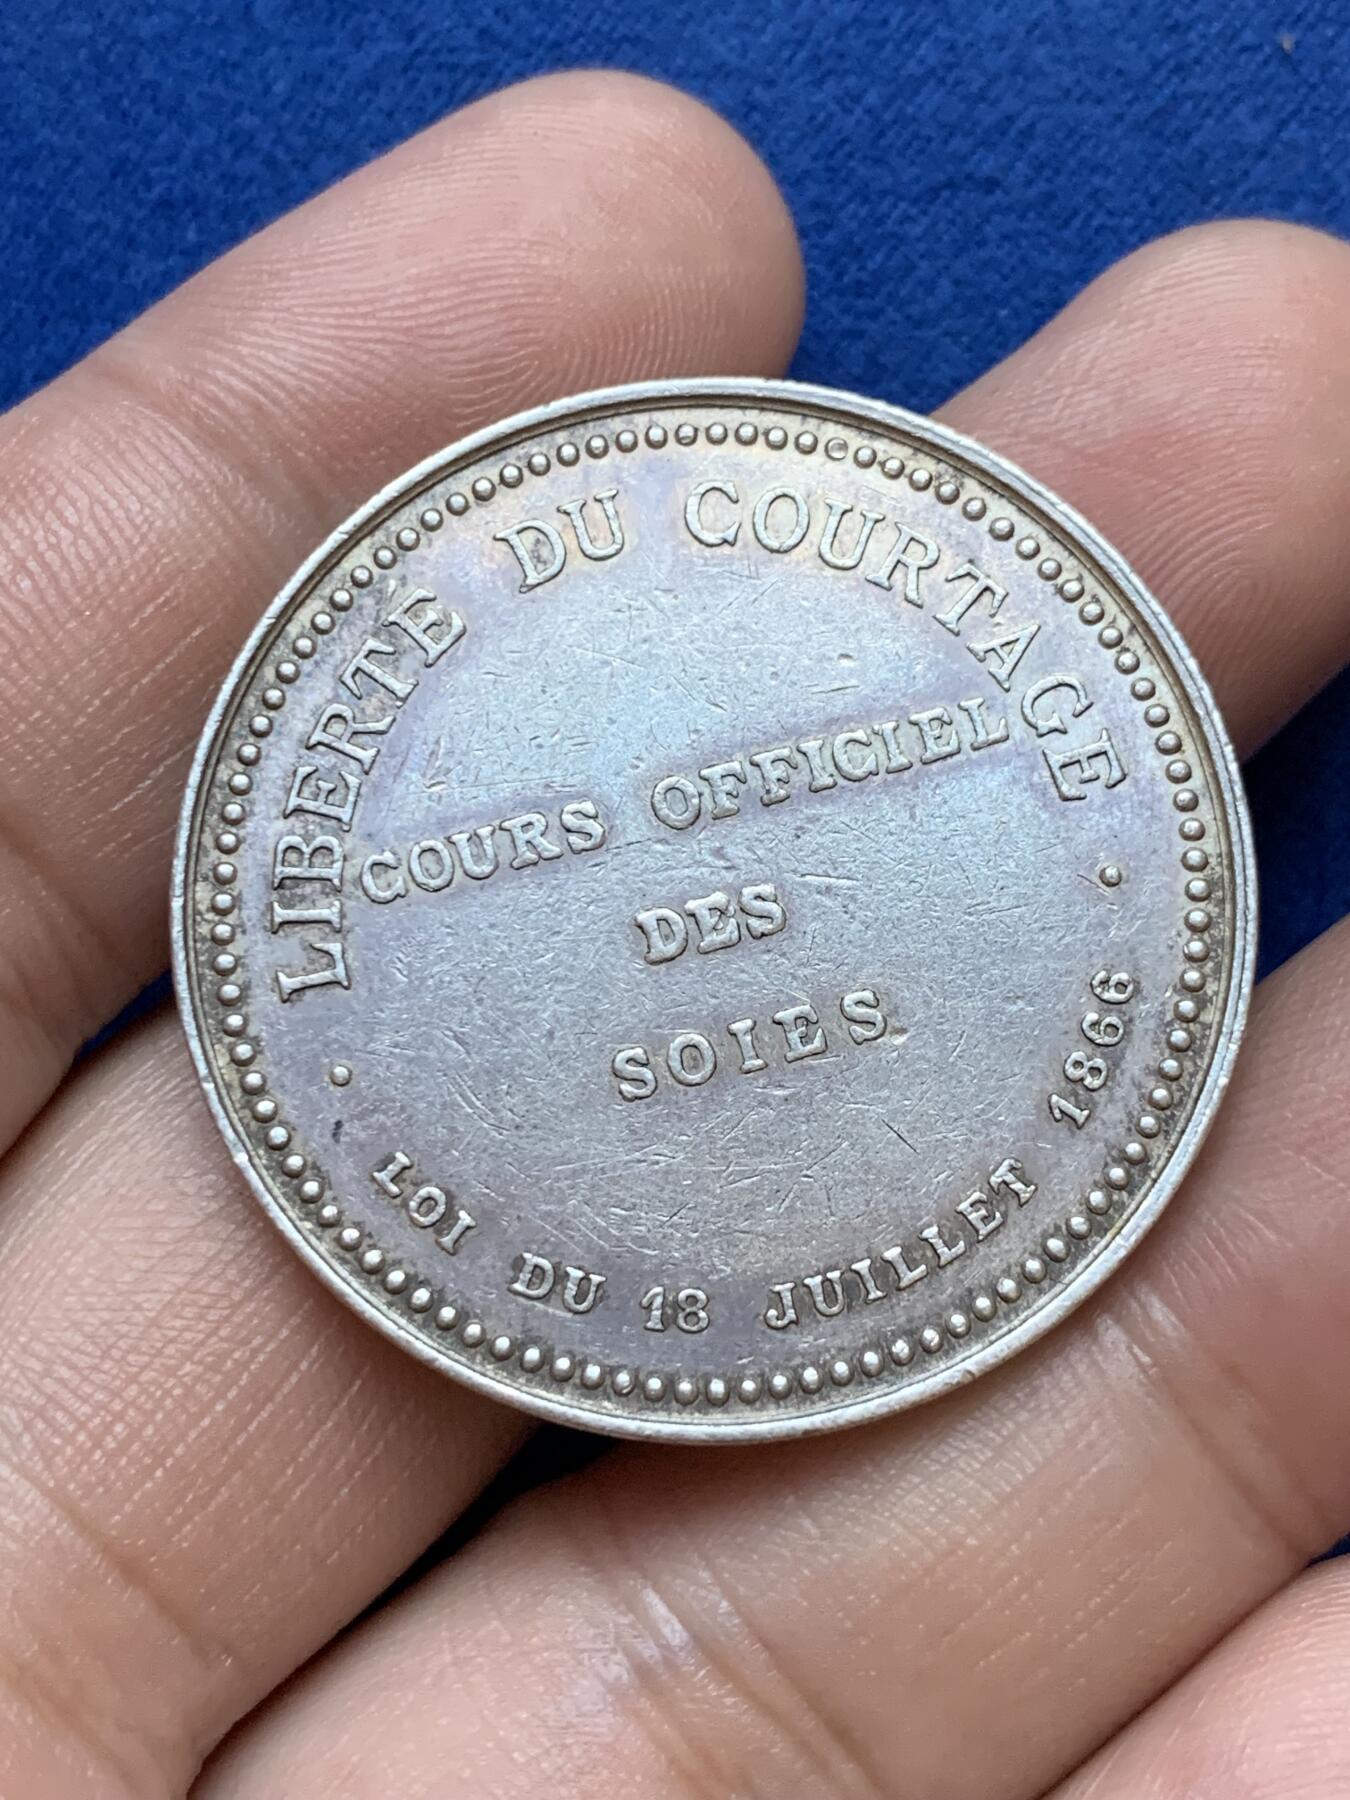 LIBERTÉ DU COURTAGE
COURS OFFICIEL
DES
SOIES
LOI DU 18 JUILLET 1866